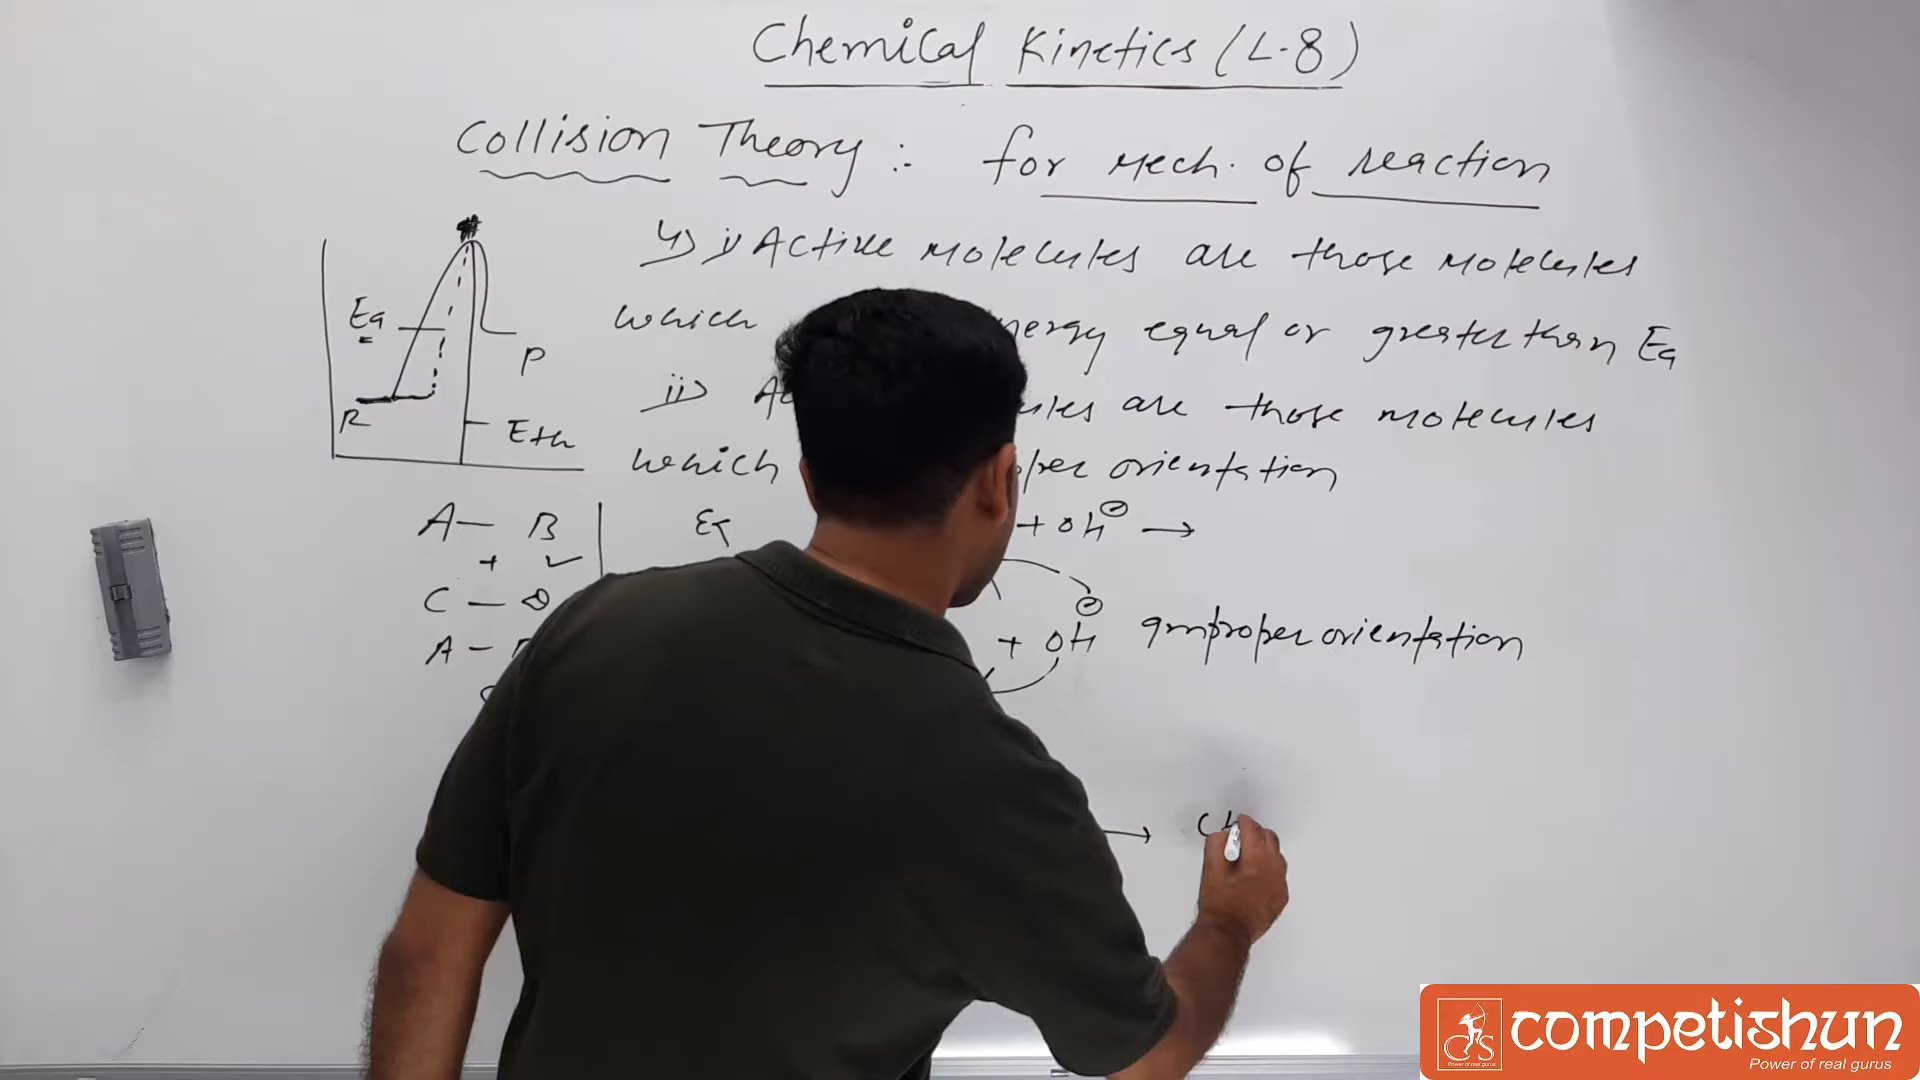 Chemical Kinetics (L-8)
Collision Theory :- for Mech. of reaction
i) Active molecules are those molecules
which energy equal or greater than Ea
ii) are those molecules
which orientation
Ea
P
R
Eth
A — B
+ ✓
C — D
A —
Eg + OH⊖ →
+ OH⊖ Improper orientation
→ CH
competishun
Power of real gurus